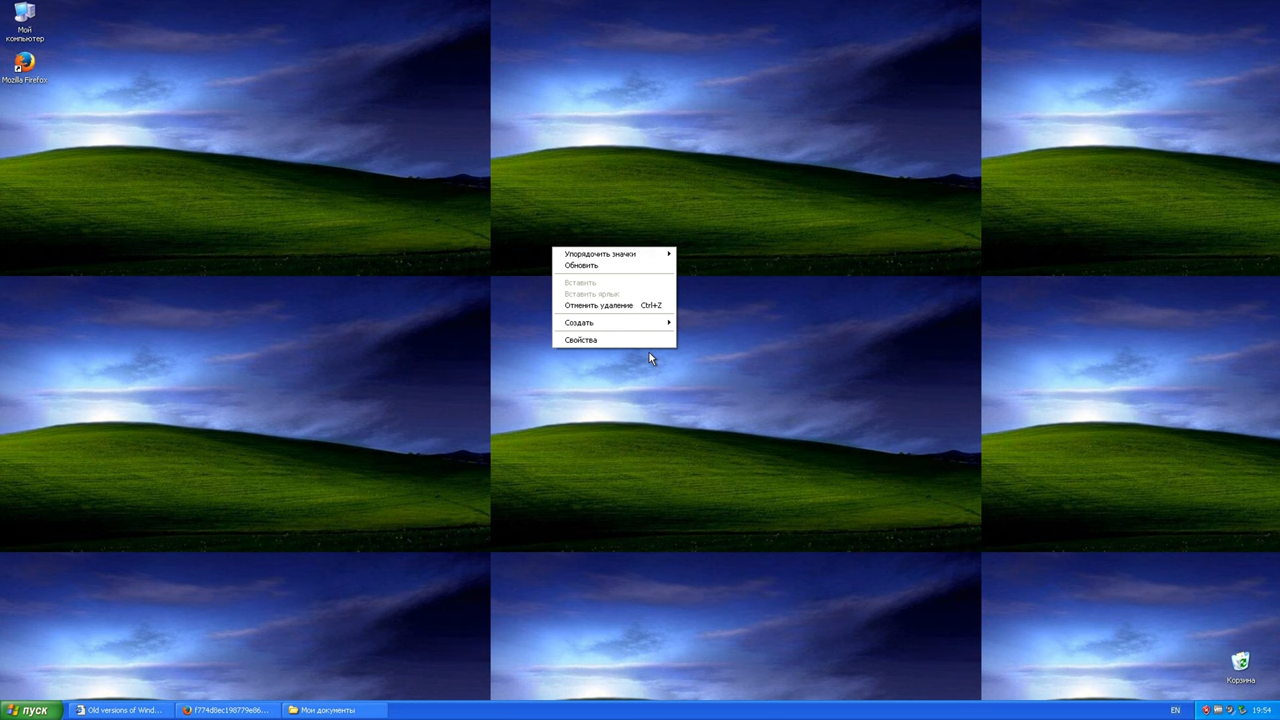 Мой
компьютер
Mozilla Firefox
Упорядочить значки
Обновить
Вставить
Вставить ярлык
Отменить удаление Ctrl+Z
Создать
Свойства
Корзина
пуск
Old versions of Wind...
f774d8ec198779e86...
Мои документы
EN
19:54